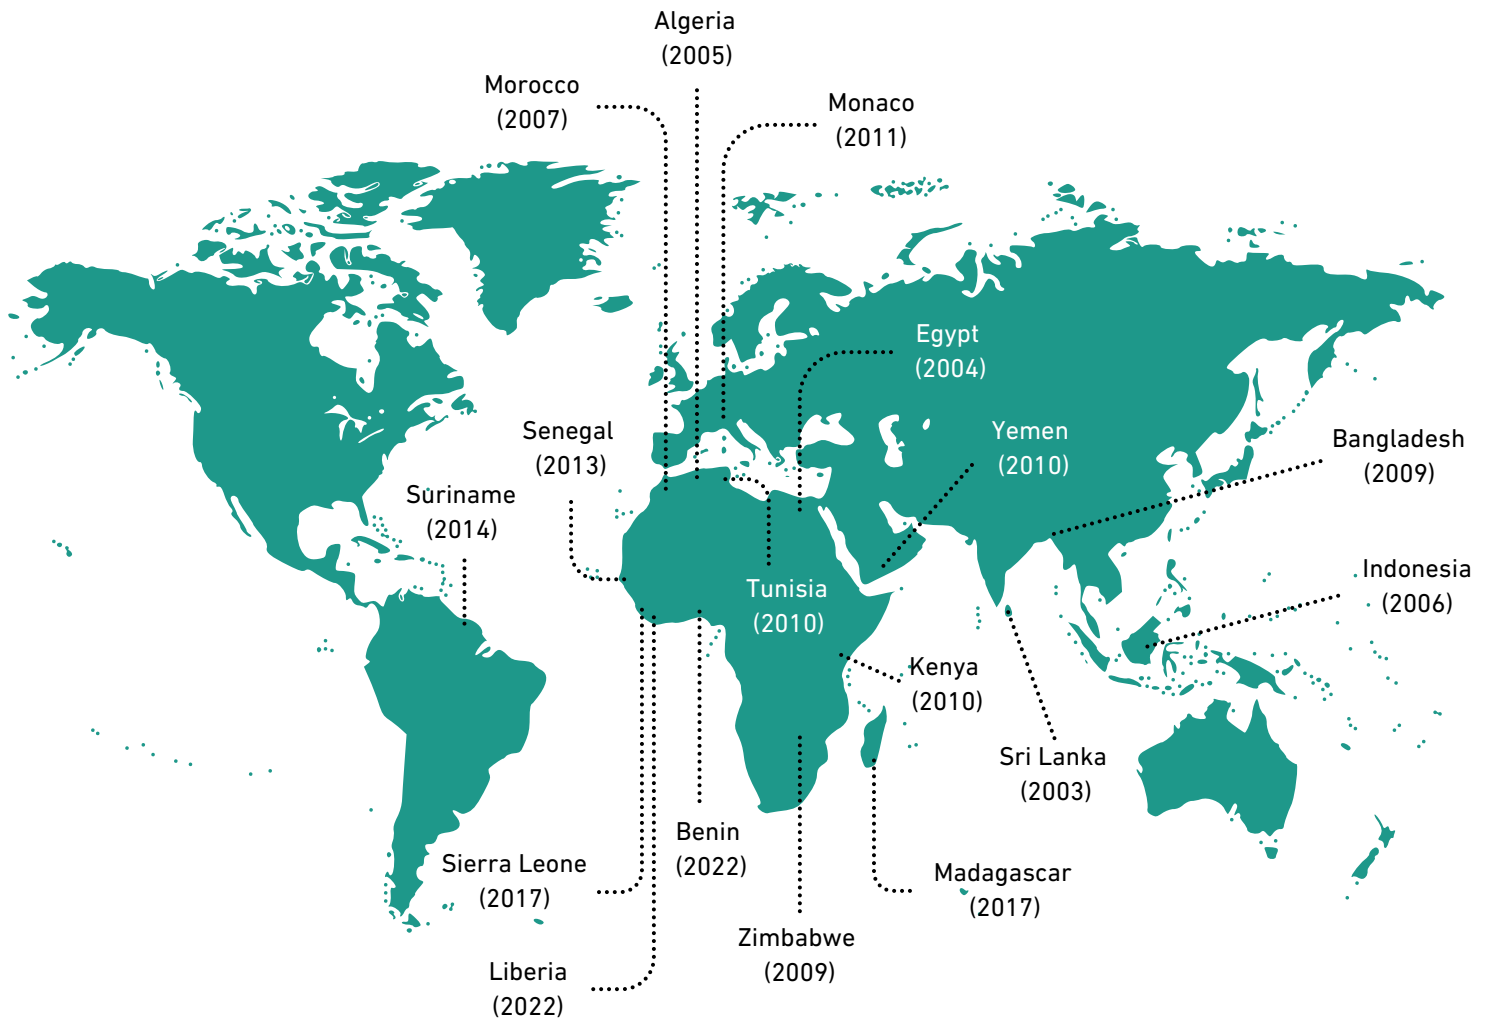 Algeria
(2005)
Morocco
(2007)
Monaco
(2011)
Egypt
(2004)
Senegal
(2013)
Yemen
(2010)
Bangladesh
(2009)
Suriname
(2014)
Indonesia
(2006)
Tunisia
(2010)
Kenya
(2010)
Sri Lanka
(2003)
Benin
(2022)
Sierra Leone
(2017)
Madagascar
(2017)
Zimbabwe
(2009)
Liberia
(2022)